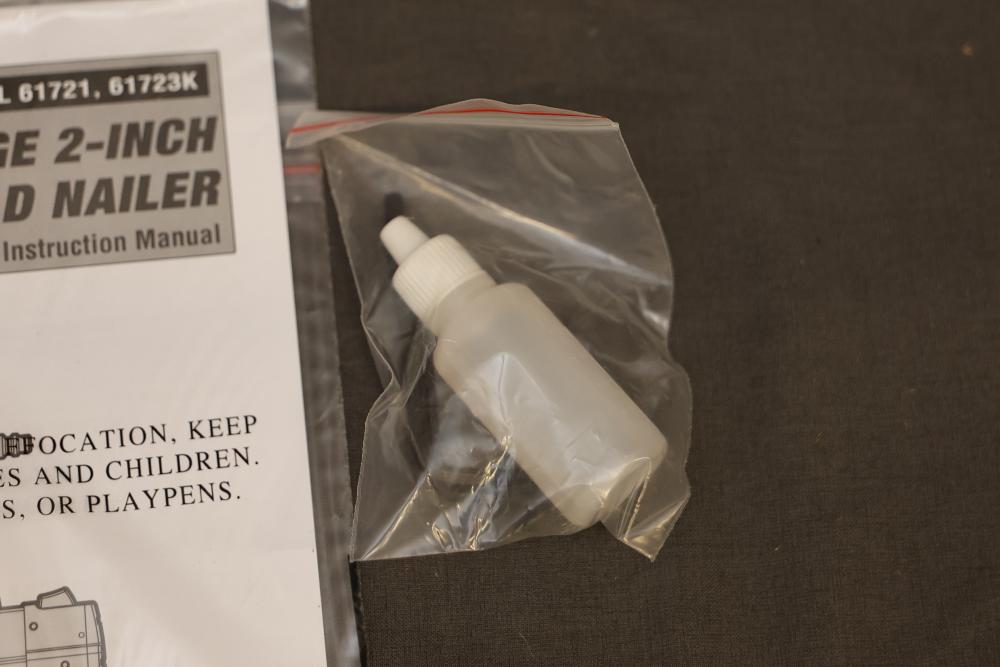 L 61721, 61723K
GE 2-INCH
D NAILER
Instruction Manual
FOCATION, KEEP
ES AND CHILDREN.
S, OR PLAYPENS.